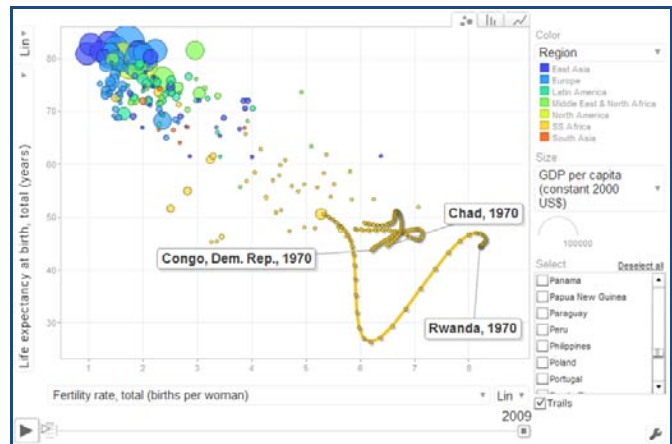 Lin
Life expectancy at birth, total (years)
80
70
60
50
40
30
Chad, 1970
Congo, Dem. Rep., 1970
Rwanda, 1970
1
2
3
4
5
6
7
8
Fertility rate, total (births per woman)
Lin
2009
Color
Region
East Asia
Europe
Latin America
Middle East & North Africa
North America
SS Africa
South Asia
Size
GDP per capita
(constant 2000
US$)
100000
Select
Deselect all
Panama
Papua New Guinea
Paraguay
Peru
Philippines
Poland
Portugal
Trails